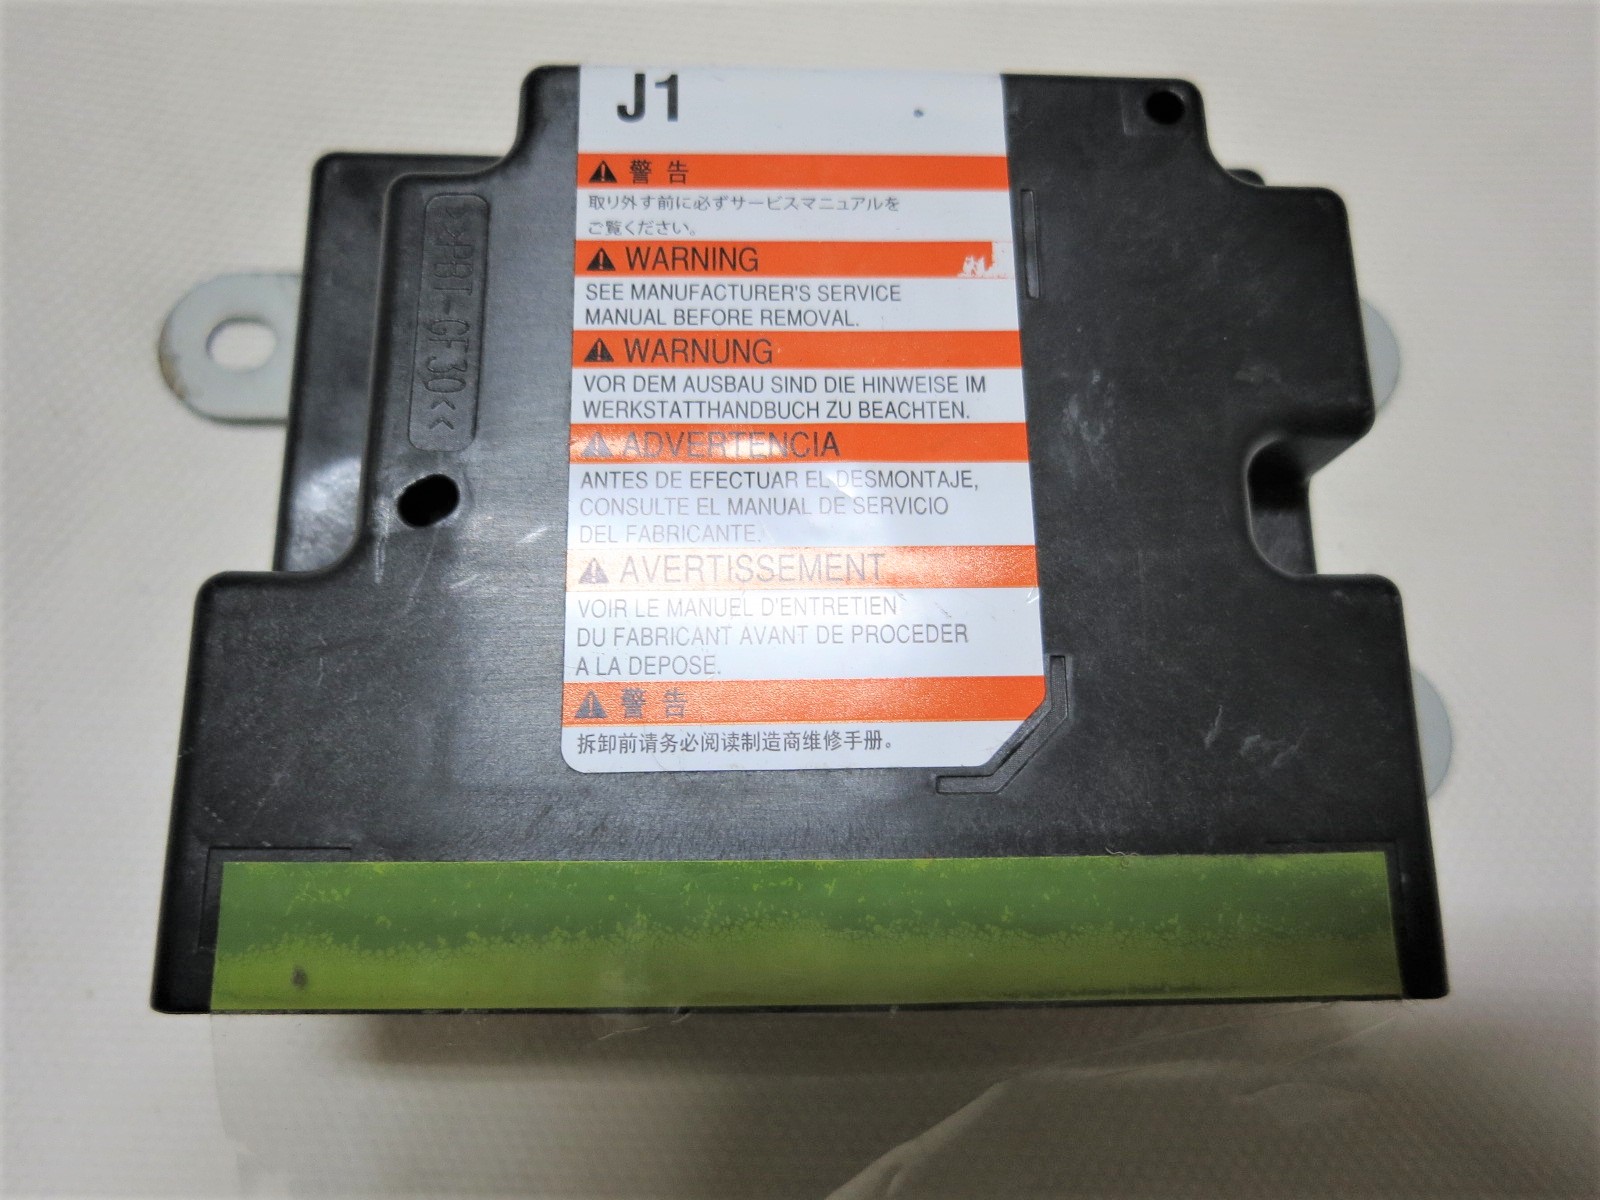 J1
警告
取り外す前に必ずサービスマニュアルを
ご覧ください。
WARNING
SEE MANUFACTURER'S SERVICE
MANUAL BEFORE REMOVAL.
WARNUNG
VOR DEM AUSBAU SIND DIE HINWEISE IM
WERKSTATTHANDBUCH ZU BEACHTEN.
ADVERTENCIA
ANTES DE EFECTUAR EL DESMONTAJE,
CONSULTE EL MANUAL DE SERVICIO
DEL FABRICANTE.
AVERTISSEMENT
VOIR LE MANUEL D'ENTRETIEN
DU FABRICANT AVANT DE PROCEDER
A LA DEPOSE.
警告
拆卸前请务必阅读制造商维修手册。
>>PBT-GF30<<